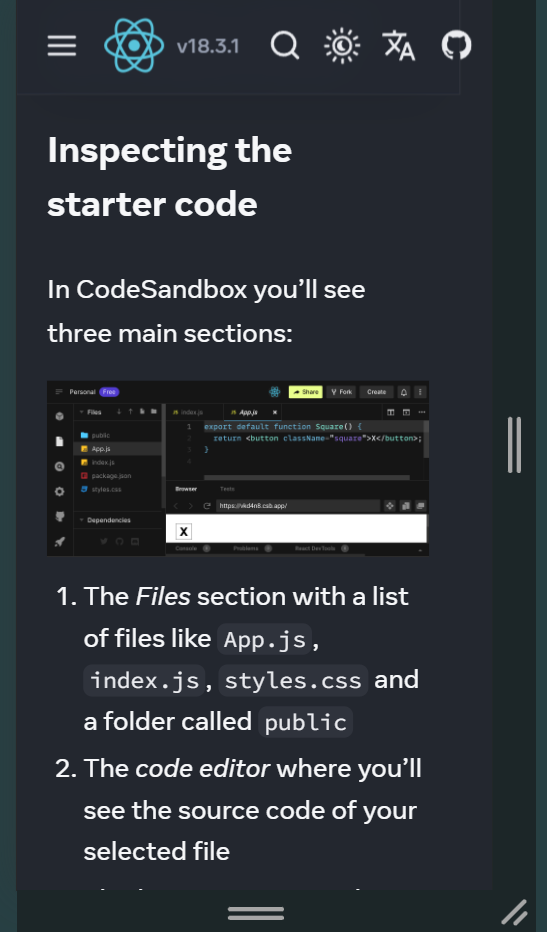 v18.3.1
Inspecting the
starter code
In CodeSandbox you’ll see
three main sections:
Personal Free
Share Fork Create
Files
index.js App.js
public
App.js
index.js
package.json
styles.css
Dependencies
1 export default function Square() {
2 return <button className="square">X</button>;
3 }
4
Browser Tests
https://vkd4n8.csb.app/
X
Console 0 Problems 0 React DevTools 0
1. The Files section with a list
of files like App.js,
index.js, styles.css and
a folder called public
2. The code editor where you’ll
see the source code of your
selected file